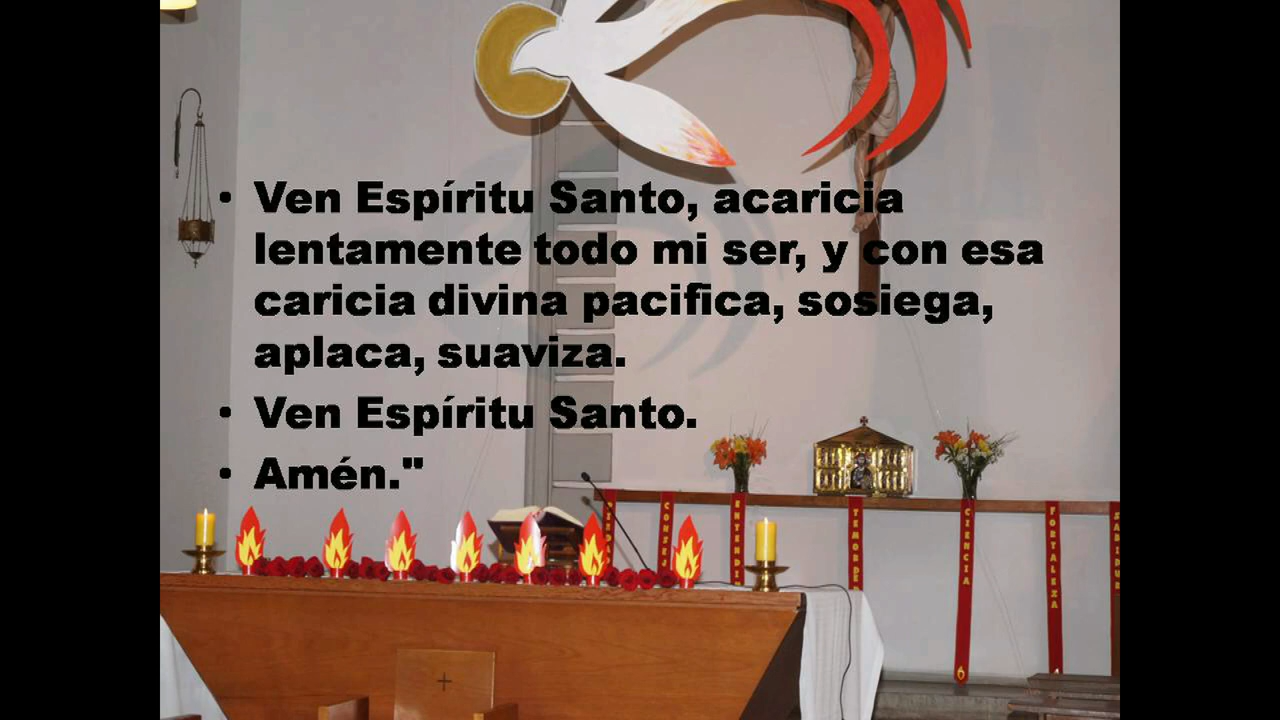 • Ven Espíritu Santo, acaricia
lentamente todo mi ser, y con esa
caricia divina pacifica, sosiega,
aplaca, suaviza.
• Ven Espíritu Santo.
• Amén."
CIENCIA
FORTALEZA